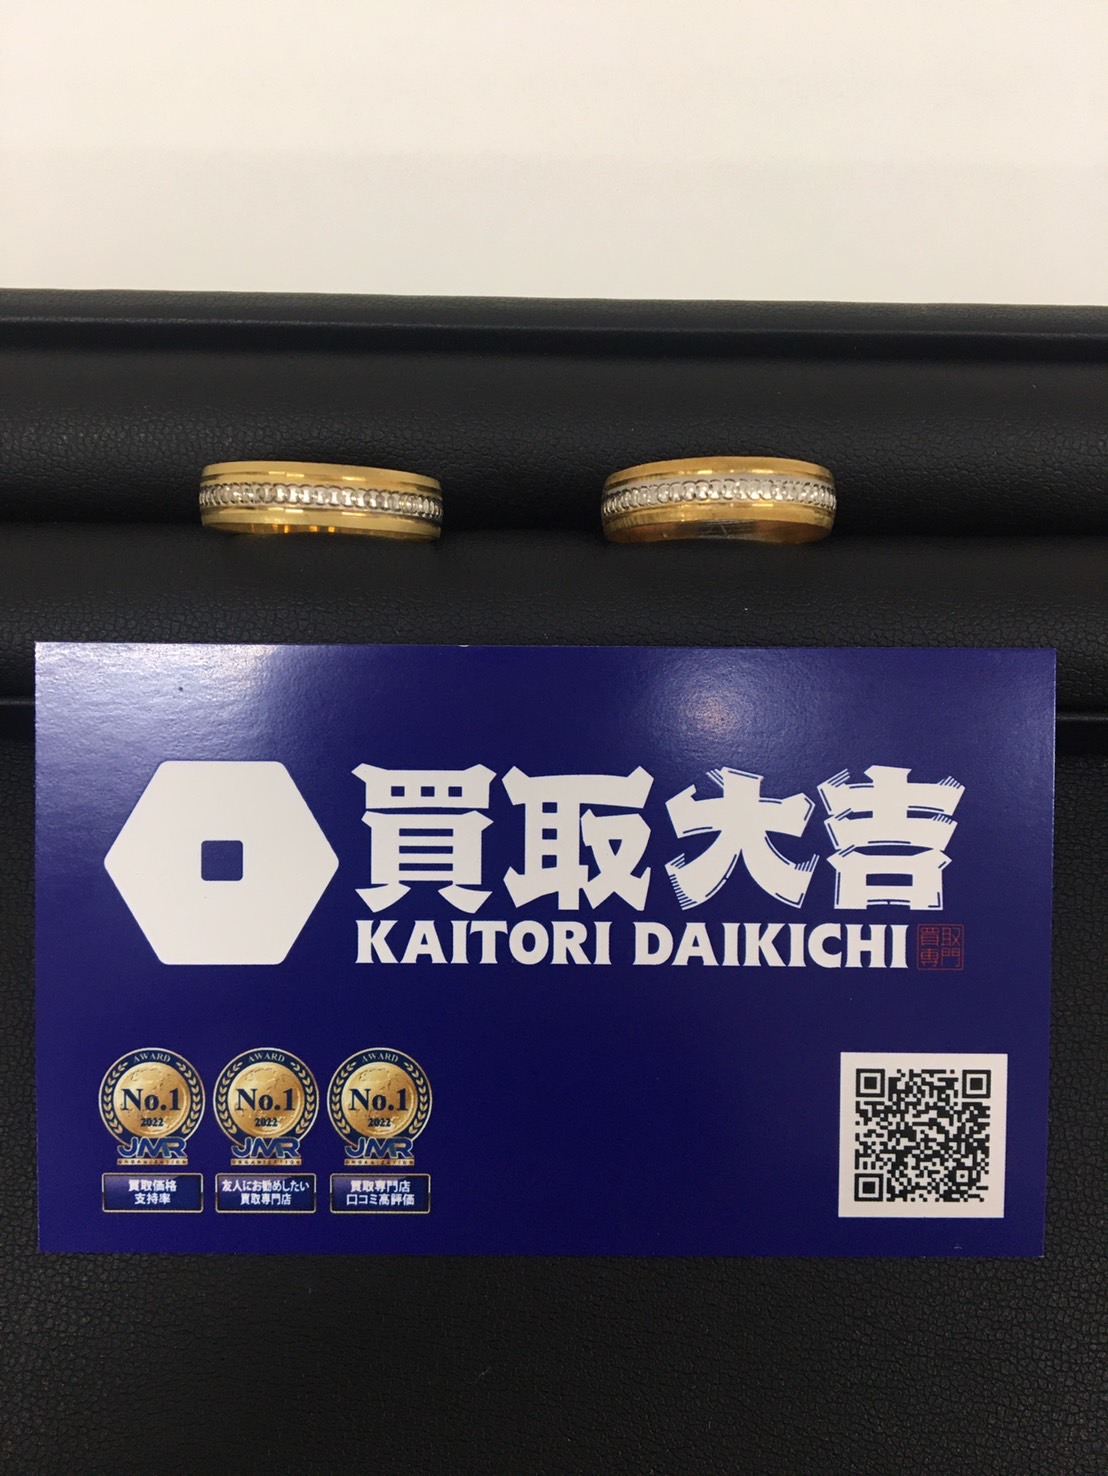 買取大吉
KAITORI DAIKICHI
買取
専門
AWARD
No.1
2022
JMR
ORGANIZATION
買取価格
支持率
AWARD
No.1
2022
JMR
ORGANIZATION
友人にお勧めしたい
買取専門店
AWARD
No.1
2022
JMR
ORGANIZATION
買取専門店
口コミ高評価